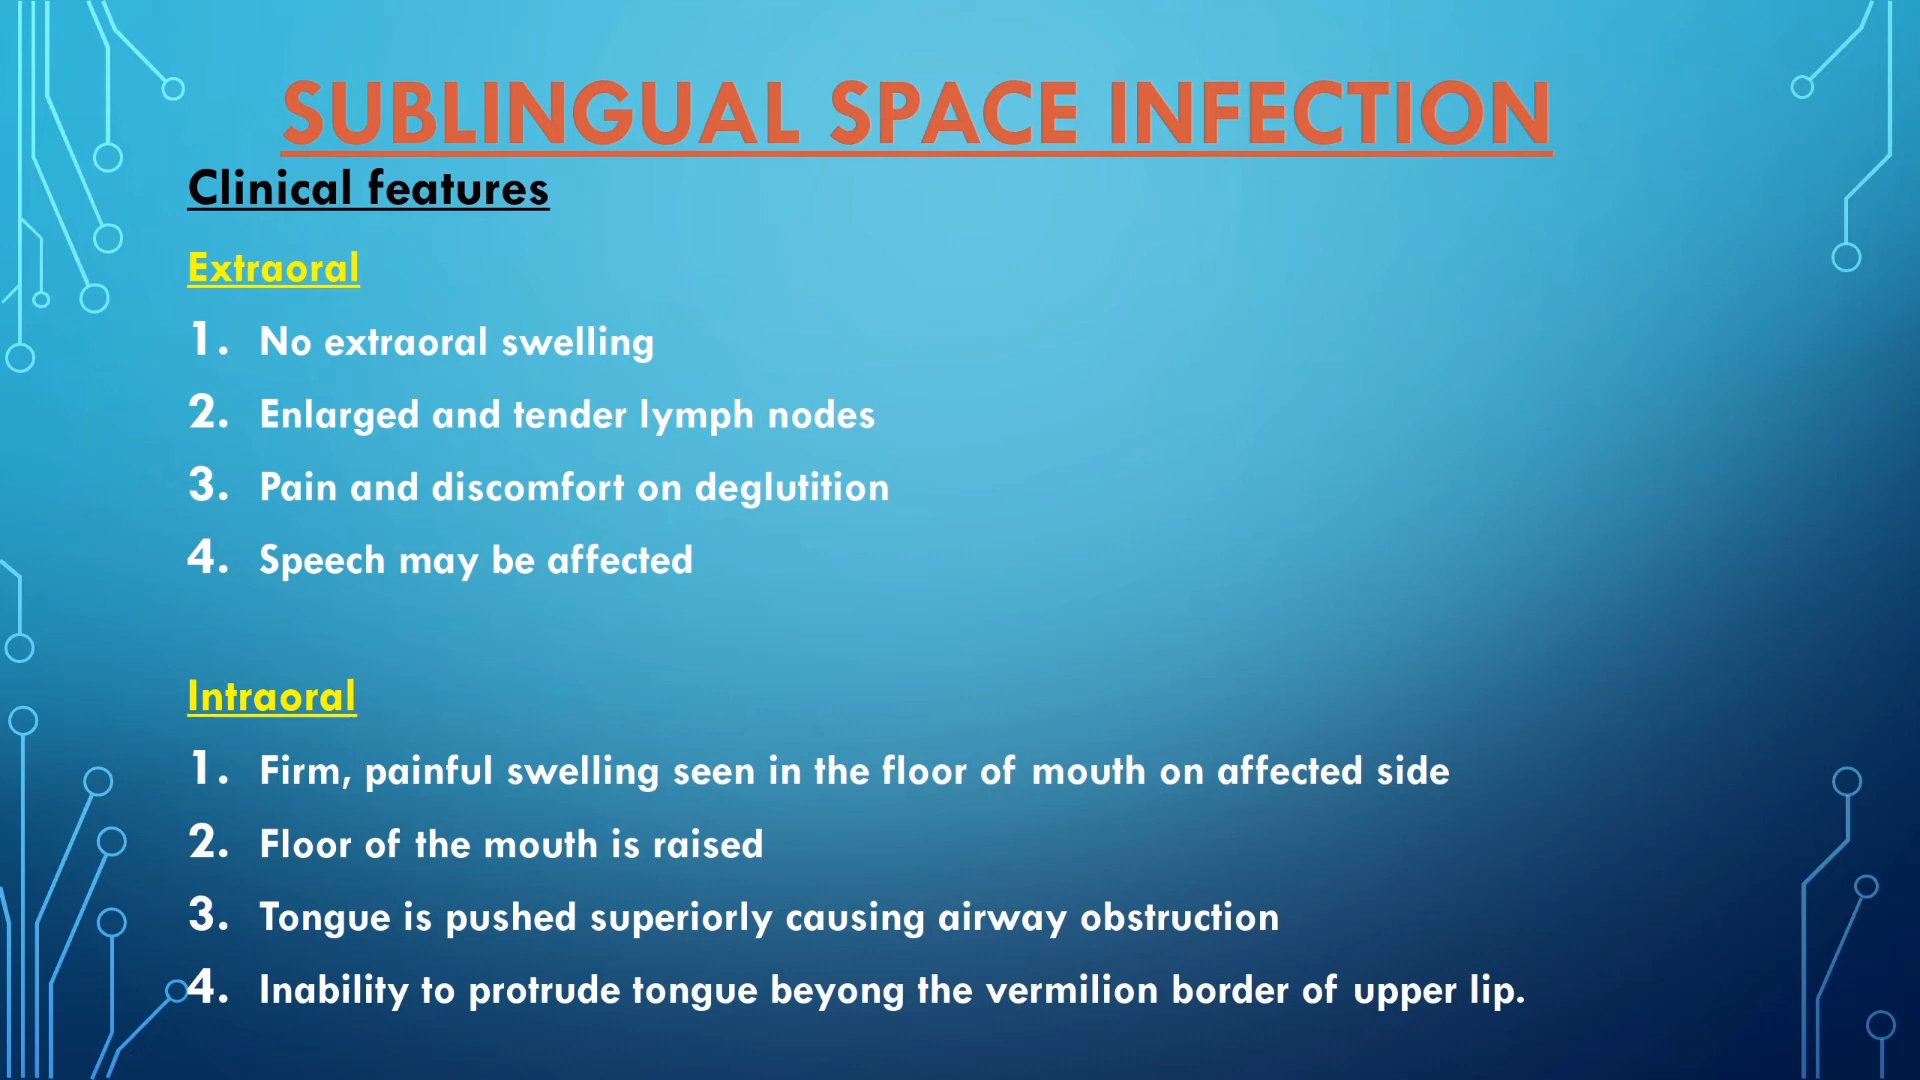 SUBLINGUAL SPACE INFECTION
Clinical features
Extraoral
1. No extraoral swelling
2. Enlarged and tender lymph nodes
3. Pain and discomfort on deglutition
4. Speech may be affected
Intraoral
1. Firm, painful swelling seen in the floor of mouth on affected side
2. Floor of the mouth is raised
3. Tongue is pushed superiorly causing airway obstruction
4. Inability to protrude tongue beyong the vermilion border of upper lip.